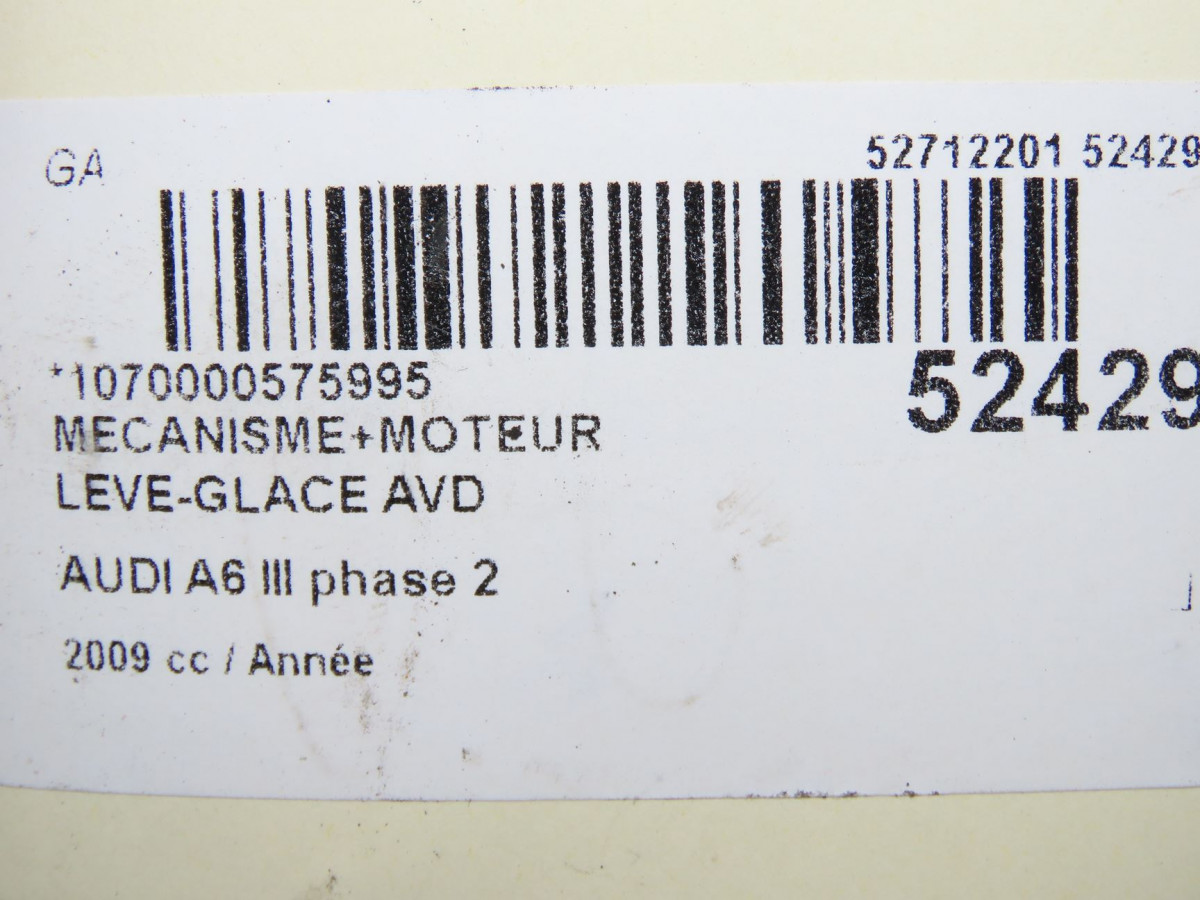 GA
52712201 52429
*1070000575995
52429
MECANISME+MOTEUR
LEVE-GLACE AVD
AUDI A6 III phase 2
2009 cc / Année